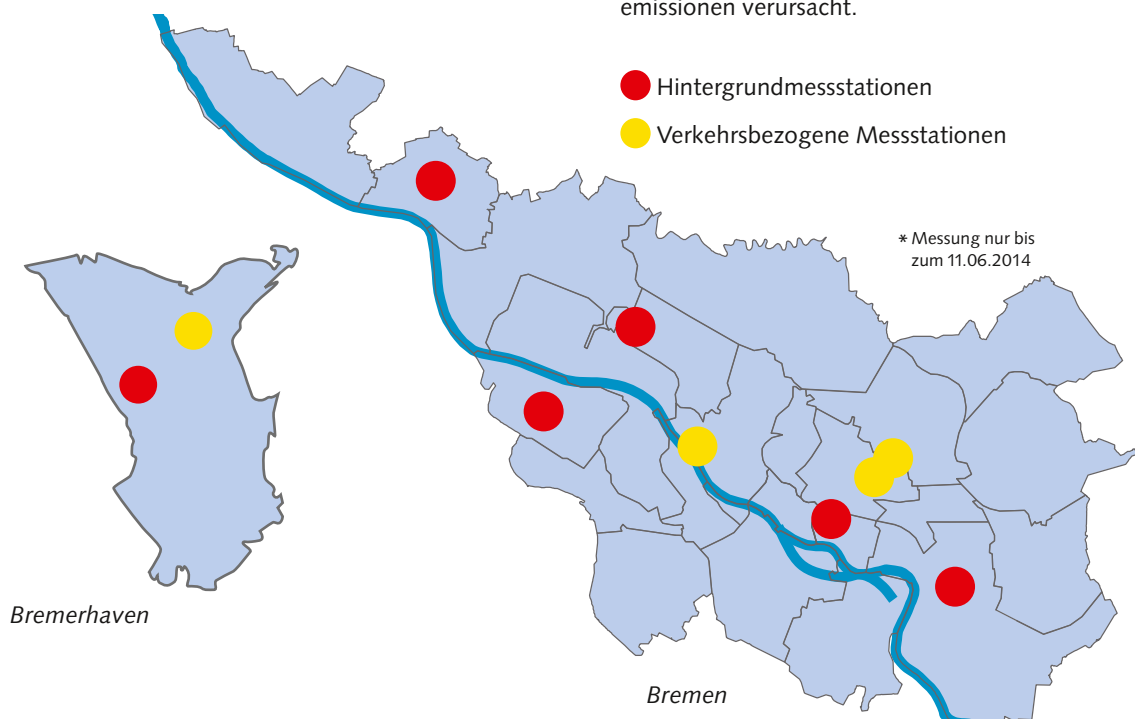 emissionen verursacht.
Hintergrundmessstationen
Verkehrsbezogene Messstationen
* Messung nur bis
zum 11.06.2014
Bremerhaven
Bremen